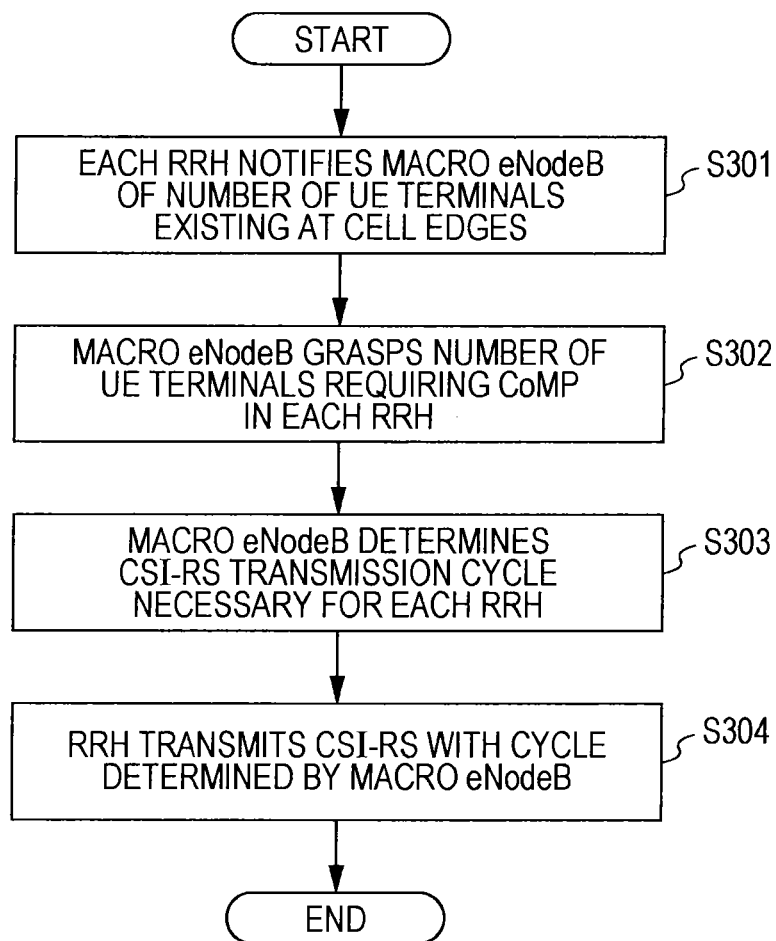 START
EACH RRH NOTIFIES MACRO eNodeB
OF NUMBER OF UE TERMINALS
EXISTING AT CELL EDGES
S301
MACRO eNodeB GRASPS NUMBER OF
UE TERMINALS REQUIRING CoMP
IN EACH RRH
S302
MACRO eNodeB DETERMINES
CSI-RS TRANSMISSION CYCLE
NECESSARY FOR EACH RRH
S303
RRH TRANSMITS CSI-RS WITH CYCLE
DETERMINED BY MACRO eNodeB
S304
END